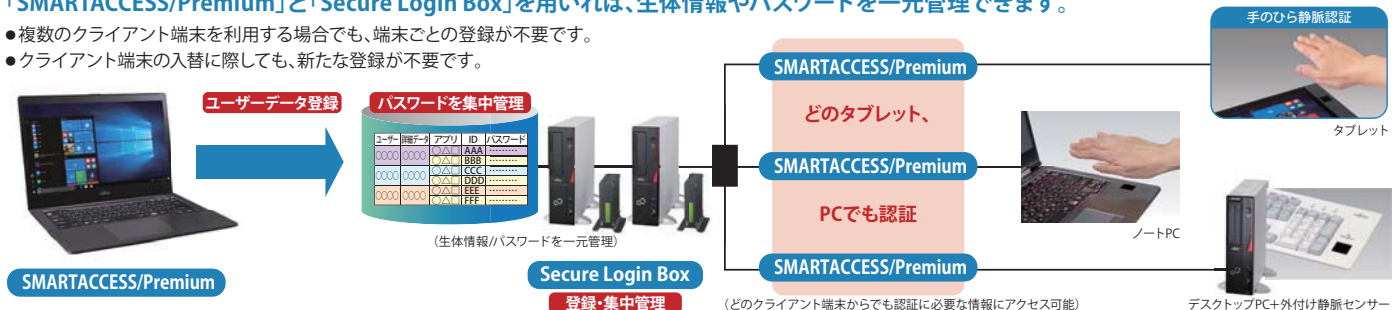 「SMARTACCESS/Premium」と「Secure Login Box」を用いれば、生体情報やパスワードを一元管理できます。
●複数のクライアント端末を利用する場合でも、端末ごとの登録が不要です。
●クライアント端末の入替に際しても、新たな登録が不要です。
ユーザーデータ登録
パスワードを集中管理
ユーザー 詳細データ アプリ ID パスワード
○○○○ ○○○○ ○△□ AAA ********
○△□ BBB ********
○○○○ ○○○○ ○△□ CCC ********
○△□ DDD ********
○○○○ ○○○○ ○△□ EEE ********
○△□ FFF ********
(生体情報/パスワードを一元管理)
SMARTACCESS/Premium
Secure Login Box
登録・集中管理
SMARTACCESS/Premium
どのタブレット、
SMARTACCESS/Premium
PCでも認証
SMARTACCESS/Premium
(どのクライアント端末からでも認証に必要な情報にアクセス可能)
手のひら静脈認証
タブレット
ノートPC
デスクトップPC+外付け静脈センサー